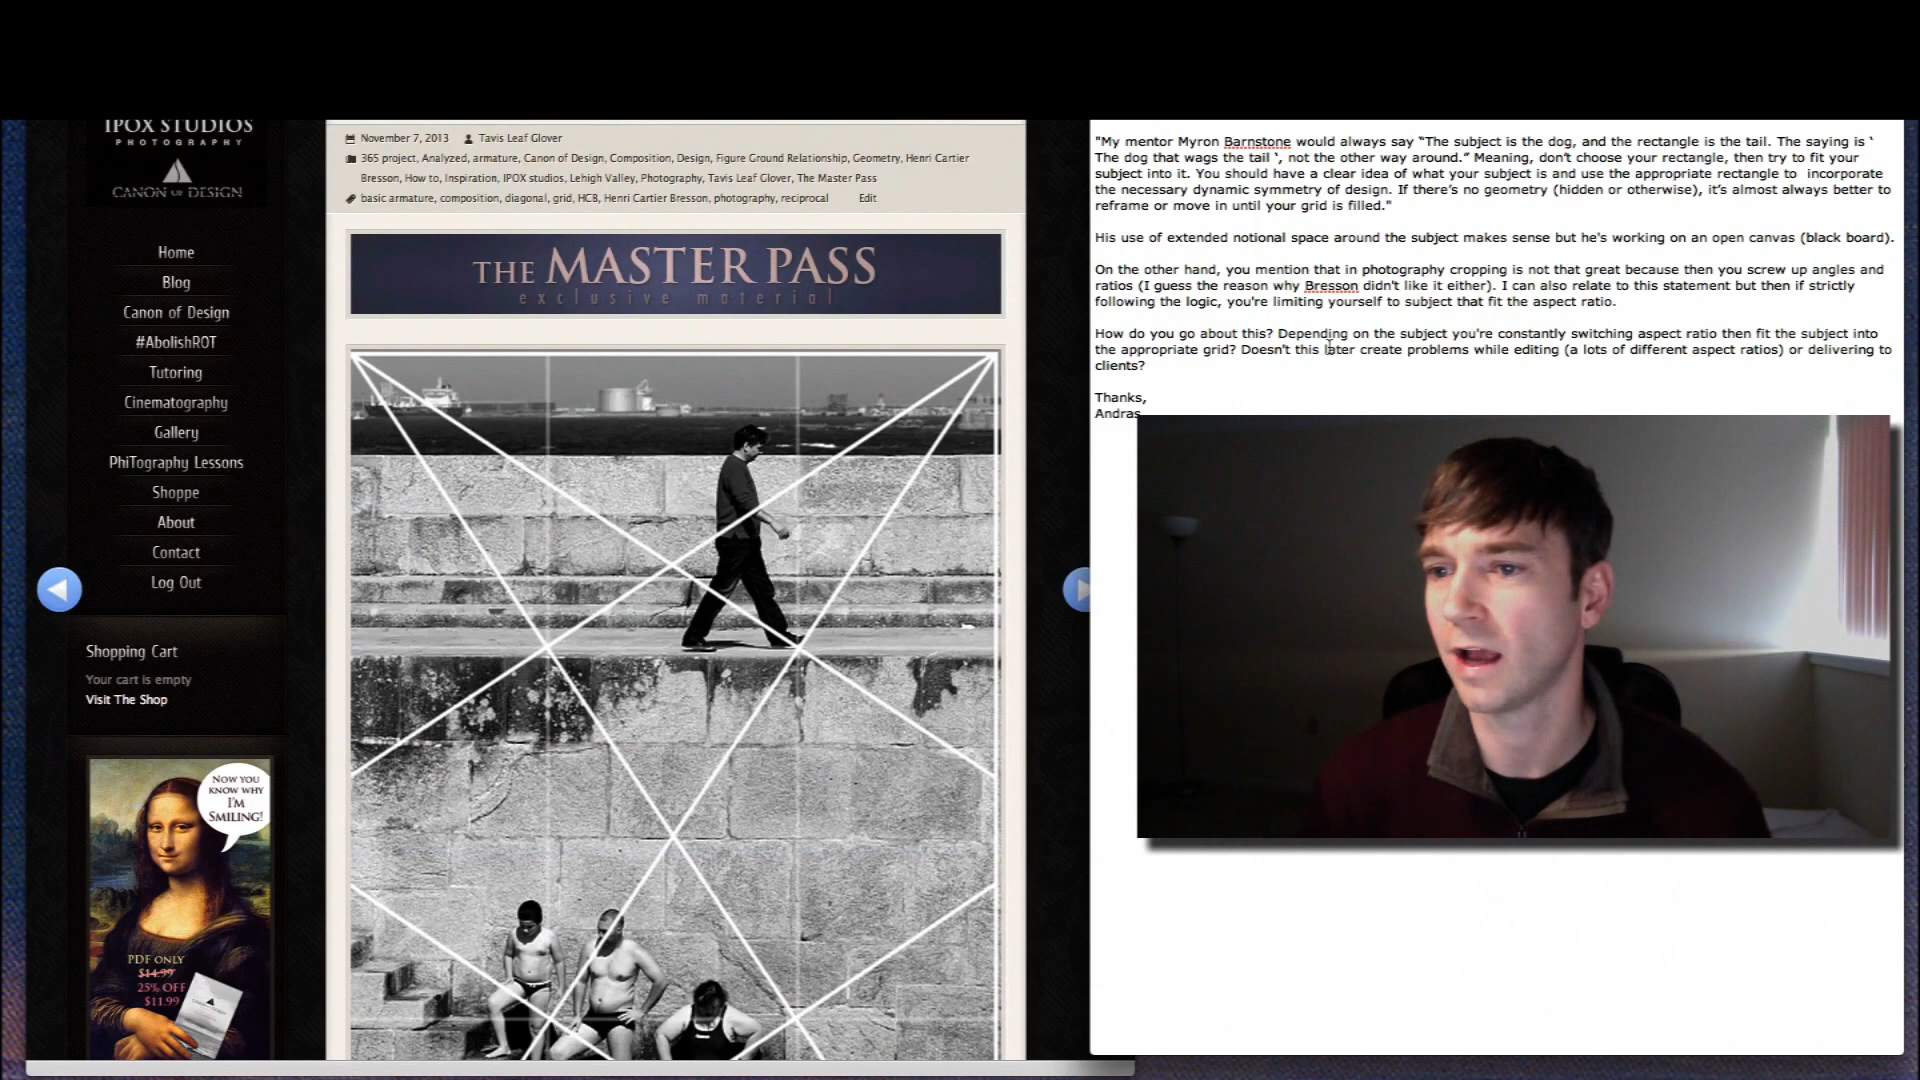 IPOX STUDIOS
PHOTOGRAPHY
CANON OF DESIGN
Home
Blog
Canon of Design
#AbolishROT
Tutoring
Cinematography
Gallery
PhiTography Lessons
Shoppe
About
Contact
Log Out
Shopping Cart
Your cart is empty
Visit The Shop
NOW YOU
KNOW WHY
I'M
SMILING!
PDF ONLY
$14.99
25% OFF
$11.99
November 7, 2013 Tavis Leaf Glover
365 project, Analyzed, armature, Canon of Design, Composition, Design, Figure Ground Relationship, Geometry, Henri Cartier
Bresson, How to, Inspiration, IPOX studios, Lehigh Valley, Photography, Tavis Leaf Glover, The Master Pass
basic armature, composition, diagonal, grid, HCB, Henri Cartier Bresson, photography, reciprocal Edit
THE MASTER PASS
exclusive material
"My mentor Myron Barnstone would always say “The subject is the dog, and the rectangle is the tail. The saying is ‘
The dog that wags the tail ‘, not the other way around.” Meaning, don’t choose your rectangle, then try to fit your
subject into it. You should have a clear idea of what your subject is and use the appropriate rectangle to incorporate
the necessary dynamic symmetry of design. If there’s no geometry (hidden or otherwise), it’s almost always better to
reframe or move in until your grid is filled."
His use of extended notional space around the subject makes sense but he's working on an open canvas (black board).
On the other hand, you mention that in photography cropping is not that great because then you screw up angles and
ratios (I guess the reason why Bresson didn't like it either). I can also relate to this statement but then if strictly
following the logic, you're limiting yourself to subject that fit the aspect ratio.
How do you go about this? Depending on the subject you're constantly switching aspect ratio then fit the subject into
the appropriate grid? Doesn't this later create problems while editing (a lots of different aspect ratios) or delivering to
clients?
Thanks,
Andras